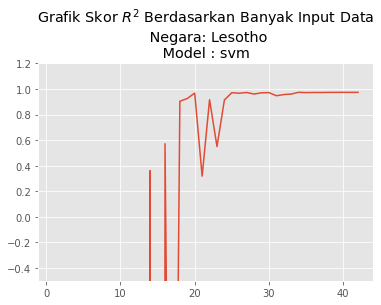 Grafik Skor R² Berdasarkan Banyak Input Data
Negara: Lesotho
Model : svm
1.2
1.0
0.8
0.6
0.4
0.2
0.0
−0.2
−0.4
0 10 20 30 40